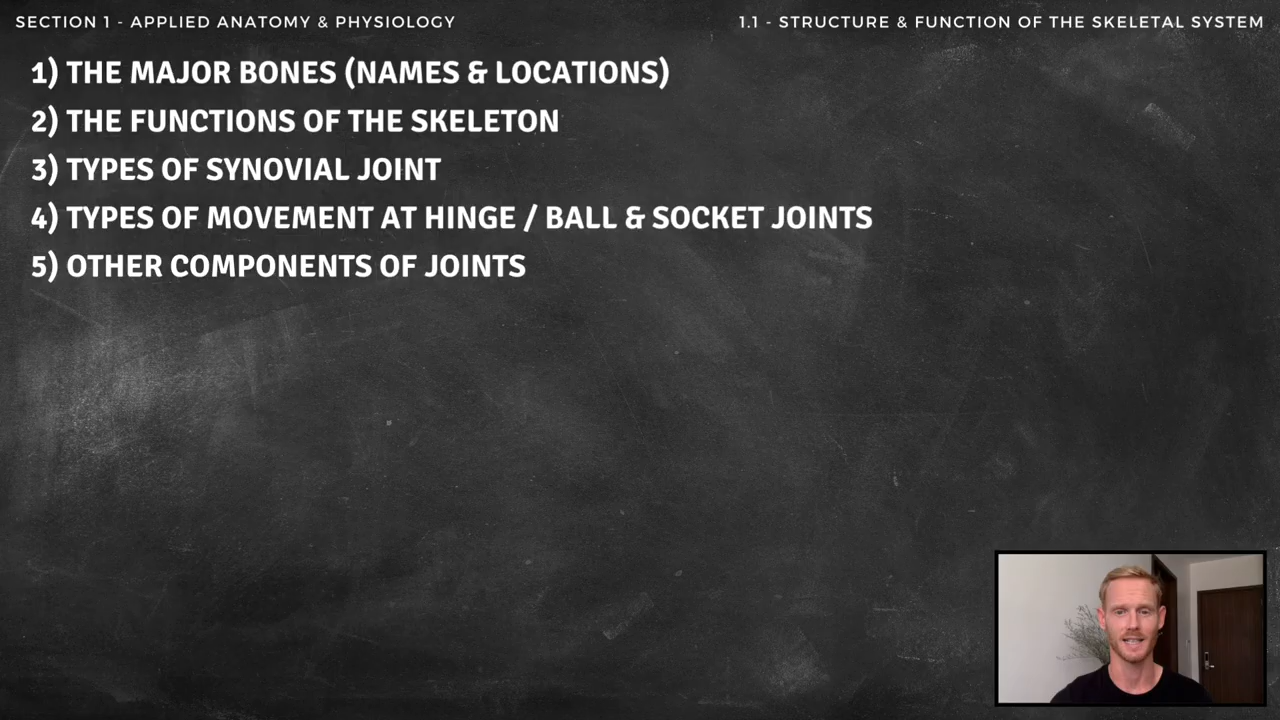 SECTION 1 - APPLIED ANATOMY & PHYSIOLOGY
1.1 - STRUCTURE & FUNCTION OF THE SKELETAL SYSTEM
1) THE MAJOR BONES (NAMES & LOCATIONS)
2) THE FUNCTIONS OF THE SKELETON
3) TYPES OF SYNOVIAL JOINT
4) TYPES OF MOVEMENT AT HINGE / BALL & SOCKET JOINTS
5) OTHER COMPONENTS OF JOINTS